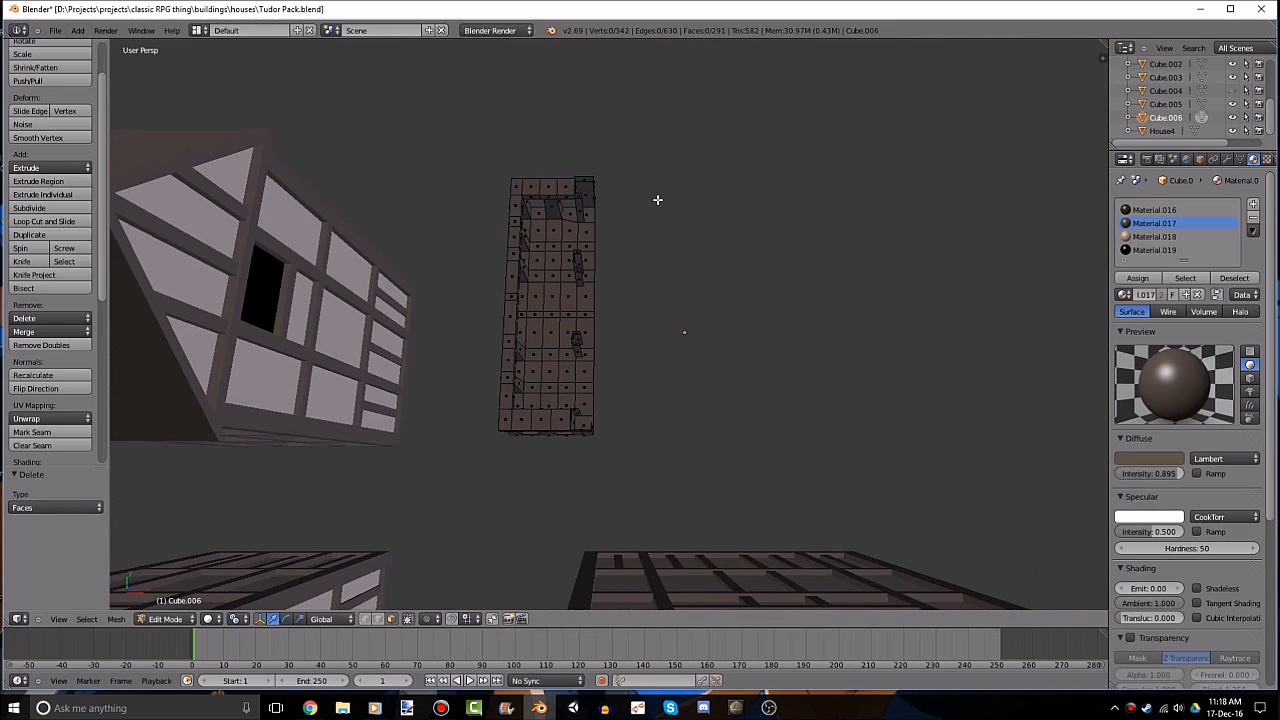 Blender* [D:\Projects\projects\classic RPG thing\buildings\houses\Tudor Pack.blend]
File Add Render Window Help Default Scene Blender Render v2.69 | Verts:0/342 | Edges:0/630 | Faces:0/291 | Tris:582 | Mem:30.97M (0.43M) | Cube.006
View Search All Scenes
User Persp
Rotate
Scale
Shrink/Fatten
Push/Pull
Deform:
Slide Edge Vertex
Noise
Smooth Vertex
Add:
Extrude
Extrude Region
Extrude Individual
Subdivide
Loop Cut and Slide
Duplicate
Spin Screw
Knife Select
Knife Project
Bisect
Remove:
Delete
Merge
Remove Doubles
Normals:
Recalculate
Flip Direction
UV Mapping:
Unwrap
Mark Seam
Clear Seam
Shading:
Delete
Type
Faces
(1) Cube.006
Cube.002
Cube.003
Cube.004
Cube.005
Cube.006
House4
Cube.0 Material.0
Material.016
Material.017
Material.018
Material.019
Assign Select Deselect
l.017 2 F Data
Surface Wire Volume Halo
Preview
Diffuse
Lambert
Intensity: 0.895 Ramp
Specular
CookTorr
Intensity: 0.500 Ramp
Hardness: 50
Shading
Emit: 0.00 Shadeless
Ambient: 1.000 Tangent Shading
Transluc: 0.000 Cubic Interpolati
Transparency
Mask Z Transparenc Raytrace
Alpha: 1.000 Fresnel: 0.000
View Select Mesh Edit Mode Global
-50 -40 -30 -20 -10 0 10 20 30 40 50 60 70 80 90 100 110 120 130 140 150 160 170 180 190 200 210 220 230 240 250 260 270 280
View Marker Frame Playback Start: 1 End: 250 1 No Sync
Ask me anything
11:18 AM
17-Dec-16